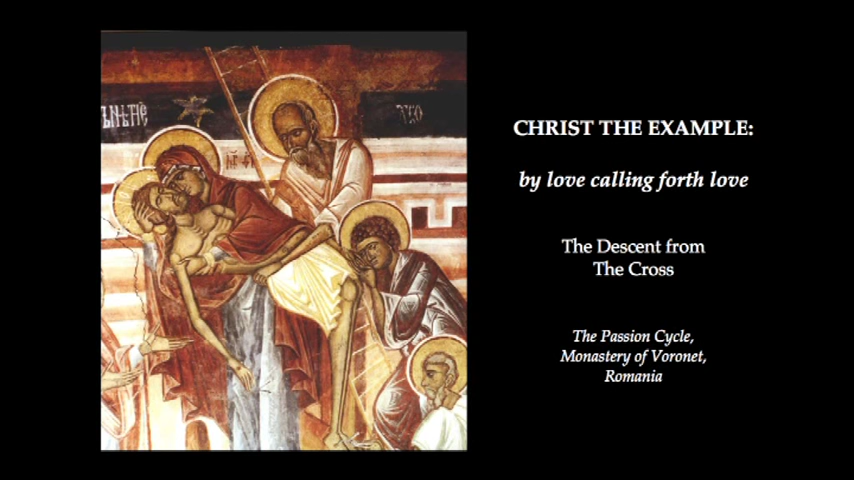 CHRIST THE EXAMPLE:
by love calling forth love
The Descent from
The Cross
The Passion Cycle,
Monastery of Voronet,
Romania